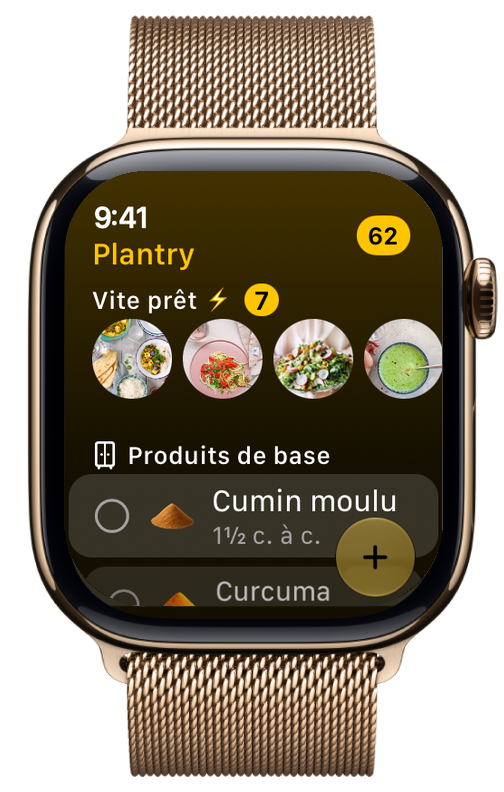 9:41
62
Plantry
Vite prêt ⚡ 7
Produits de base
Cumin moulu
1½ c. à c.
+
Curcuma